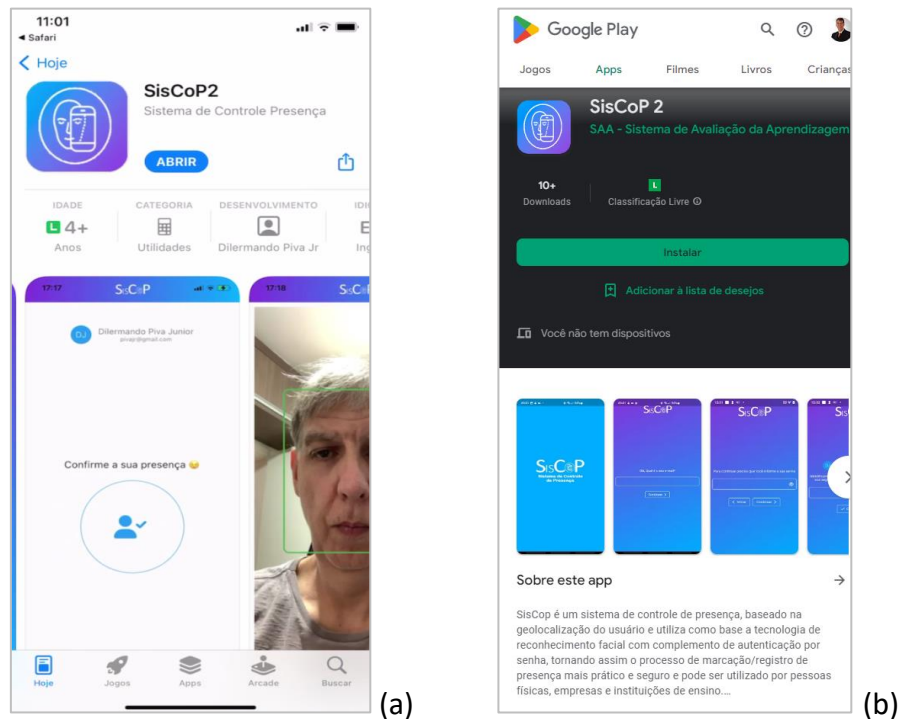 11:01
◄ Safari
Hoje
SisCoP2
Sistema de Controle Presença
ABRIR
IDADE
CATEGORIA
DESENVOLVIMENTO
L 4+
E
Anos
Utilidades
Dilermando Piva Jr
17:17
SisCoP
17:18
DJ
Dilermando Piva Junior
Confirme a sua presença
Hoje
Jogos
Apps
Arcade
Buscar
(a)
Google Play
Jogos
Apps
Filmes
Livros
Crianças
SisCoP 2
SAA - Sistema de Avaliação da Aprendizagem
10+
L
Downloads
Classificação Livre
Instalar
Adicionar à lista de desejos
Você não tem dispositivos
SisCoP
SisCoP
SisCoP
Sistema de Controle
de Presença
Sobre este app
SisCop é um sistema de controle de presença, baseado na
geolocalização do usuário e utiliza como base a tecnologia de
reconhecimento facial com complemento de autenticação por
senha, tornando assim o processo de marcação/registro de
presença mais prático e seguro e pode ser utilizado por pessoas
físicas, empresas e instituições de ensino....
(b)